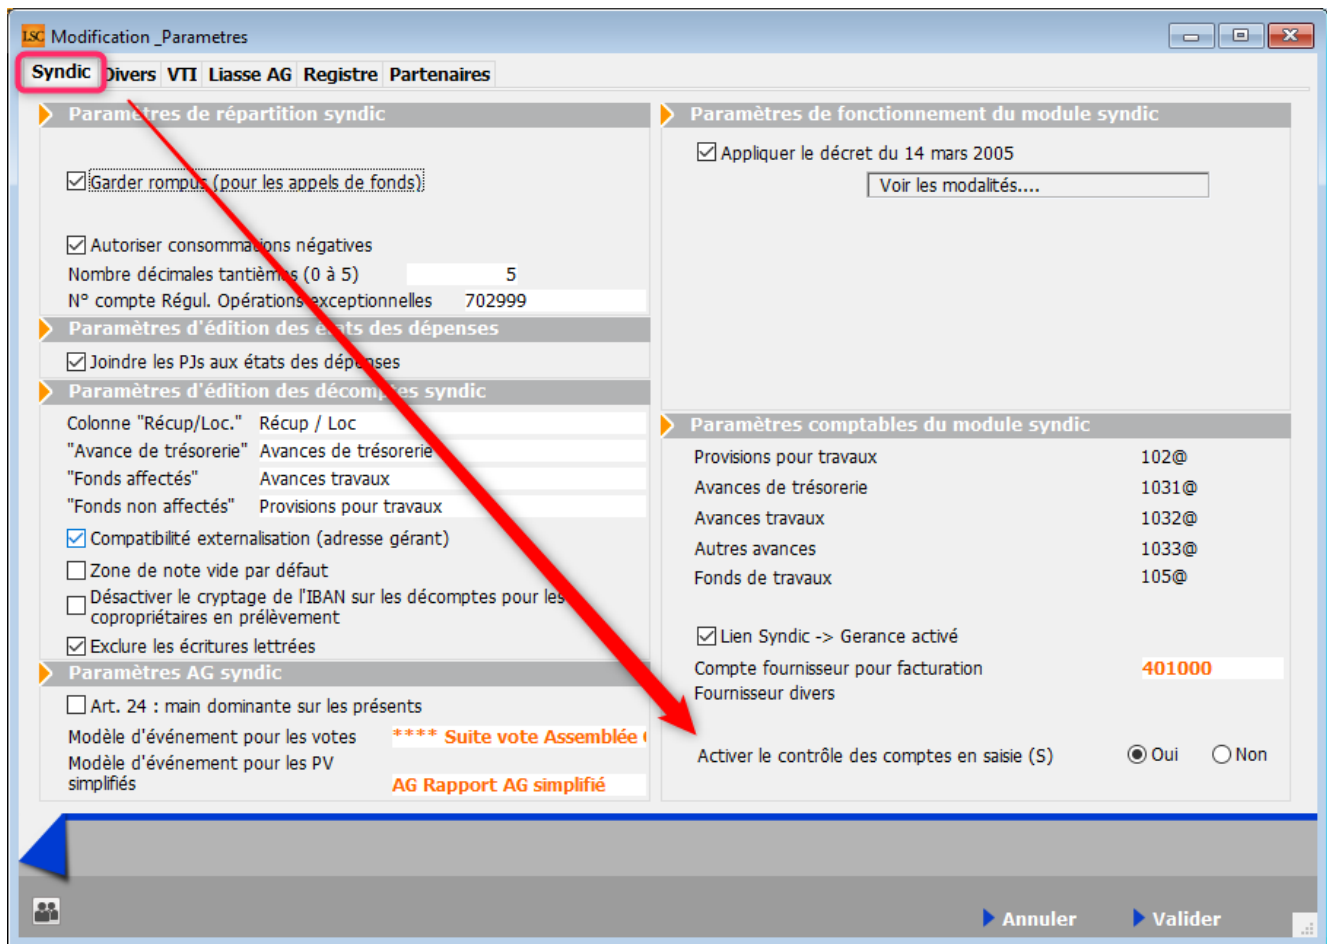 LSC Modification _Parametres
Syndic Divers VTI Liasse AG Registre Partenaires
Paramètres de répartition syndic
Garder rompus (pour les appels de fonds)
Autoriser consommations négatives
Nombre décimales tantièmes (0 à 5) 5
N° compte Régul. Opérations exceptionnelles 702999
Paramètres d'édition des états des dépenses
Joindre les PJs aux états des dépenses
Paramètres d'édition des décomptes syndic
Colonne "Récup/Loc." Récup / Loc
"Avance de trésorerie" Avances de trésorerie
"Fonds affectés" Avances travaux
"Fonds non affectés" Provisions pour travaux
Compatibilité externalisation (adresse gérant)
Zone de note vide par défaut
Désactiver le cryptage de l'IBAN sur les décomptes pour les
copropriétaires en prélèvement
Exclure les écritures lettrées
Paramètres AG syndic
Art. 24 : main dominante sur les présents
Modèle d'événement pour les votes **** Suite vote Assemblée
Modèle d'événement pour les PV
simplifiés AG Rapport AG simplifié
Paramètres de fonctionnement du module syndic
Appliquer le décret du 14 mars 2005
Voir les modalités....
Paramètres comptables du module syndic
Provisions pour travaux 102@
Avances de trésorerie 1031@
Avances travaux 1032@
Autres avances 1033@
Fonds de travaux 105@
Lien Syndic -> Gerance activé
Compte fournisseur pour facturation 401000
Fournisseur divers
Activer le contrôle des comptes en saisie (S) Oui Non
Annuler Valider